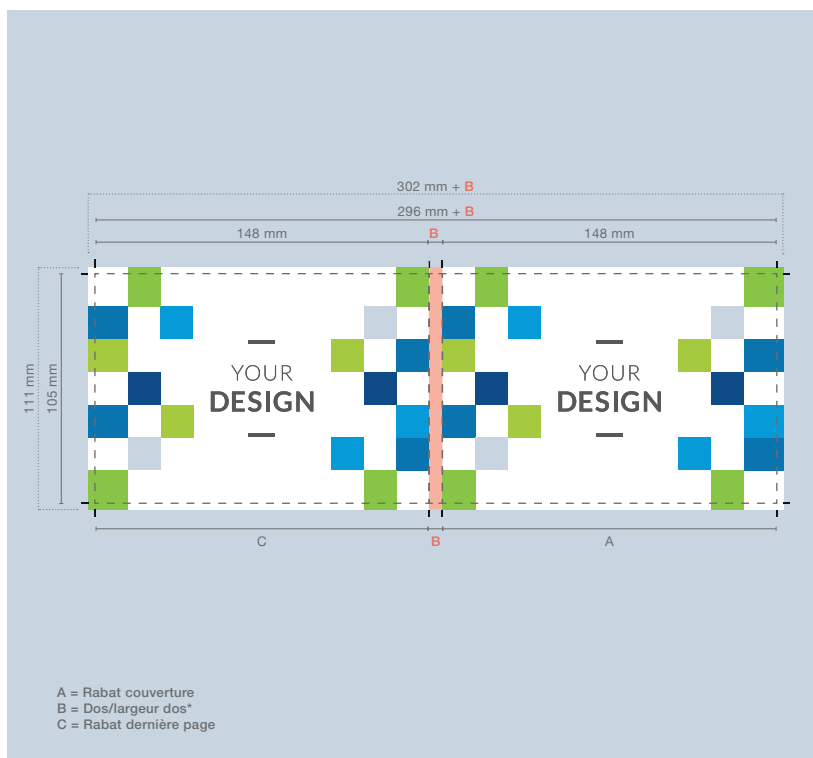 302 mm + B
296 mm + B
148 mm
B
148 mm
111 mm
105 mm
YOUR
DESIGN
YOUR
DESIGN
C
B
A
A = Rabat couverture
B = Dos/largeur dos*
C = Rabat dernière page